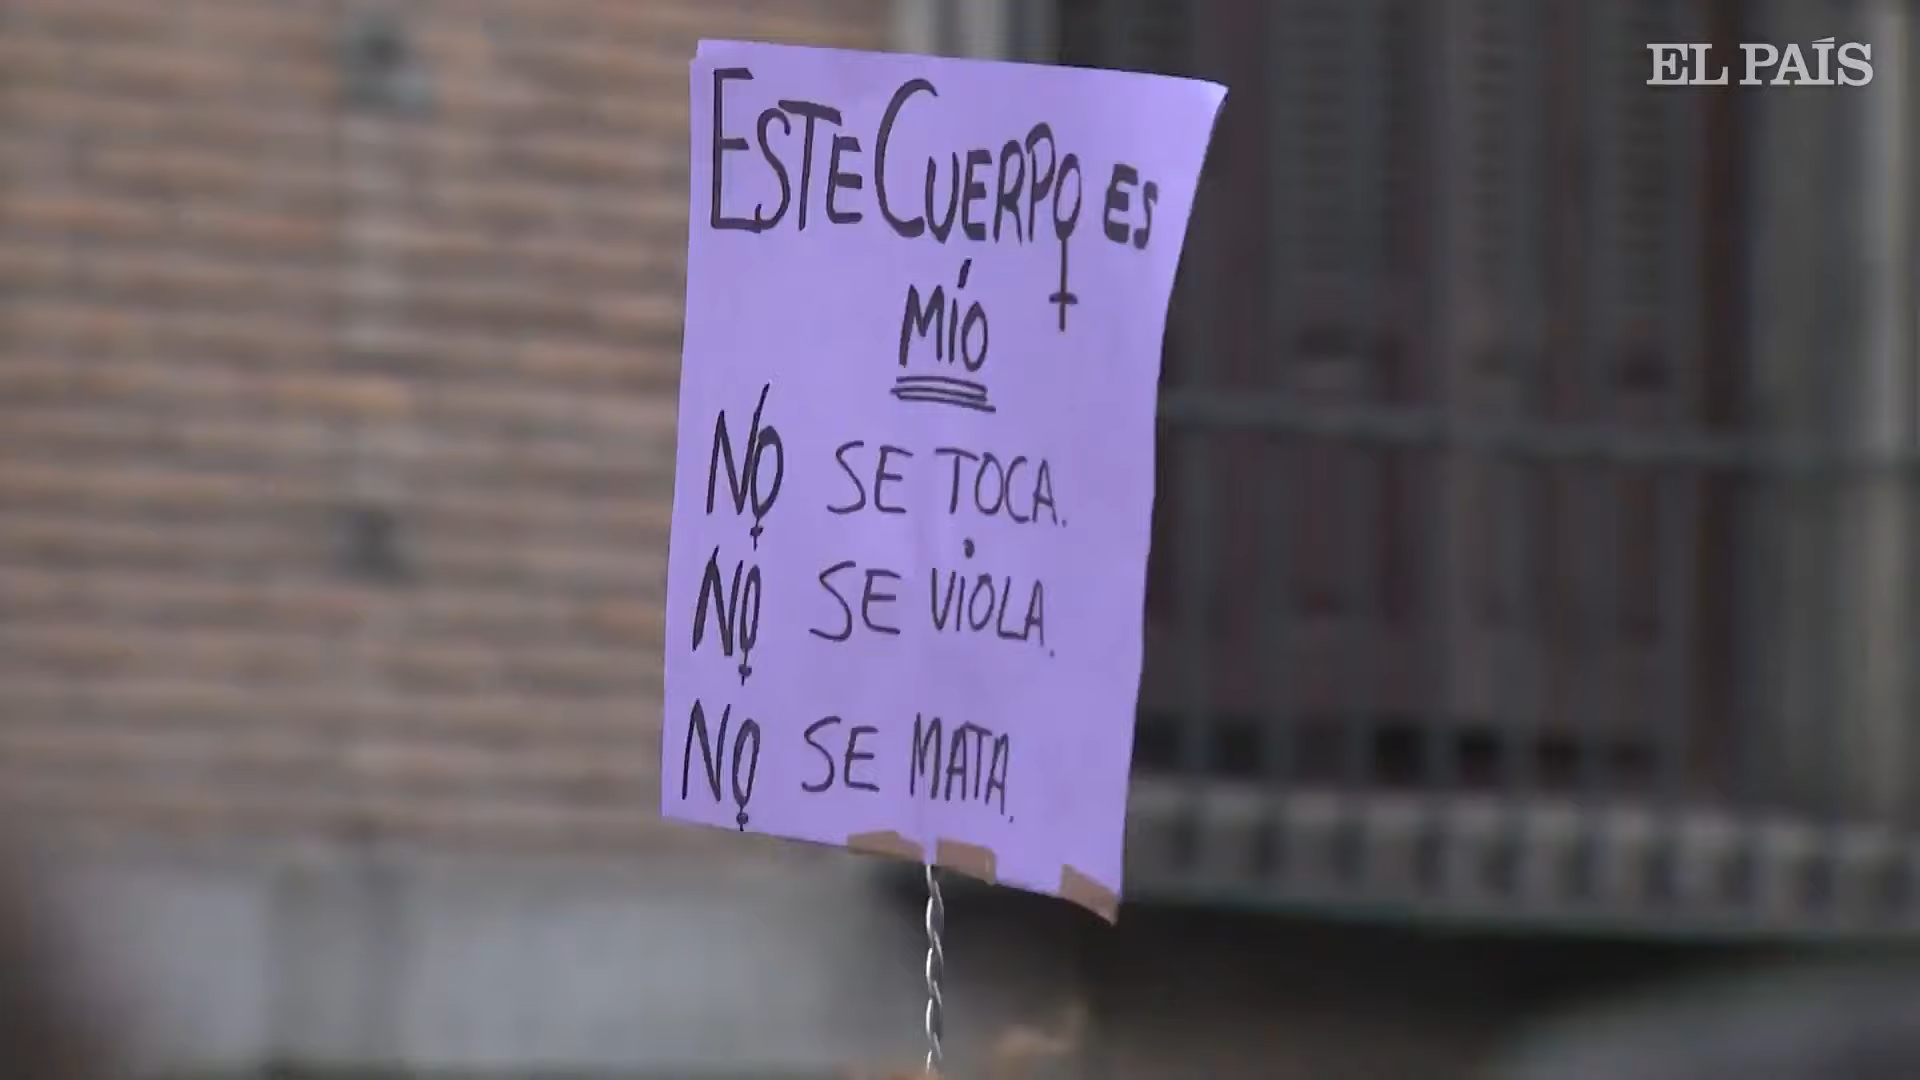 EL PAÍS
ESTE CUERPO ES
MÍO
NO SE TOCA.
NO SE VIOLA.
NO SE MATA.